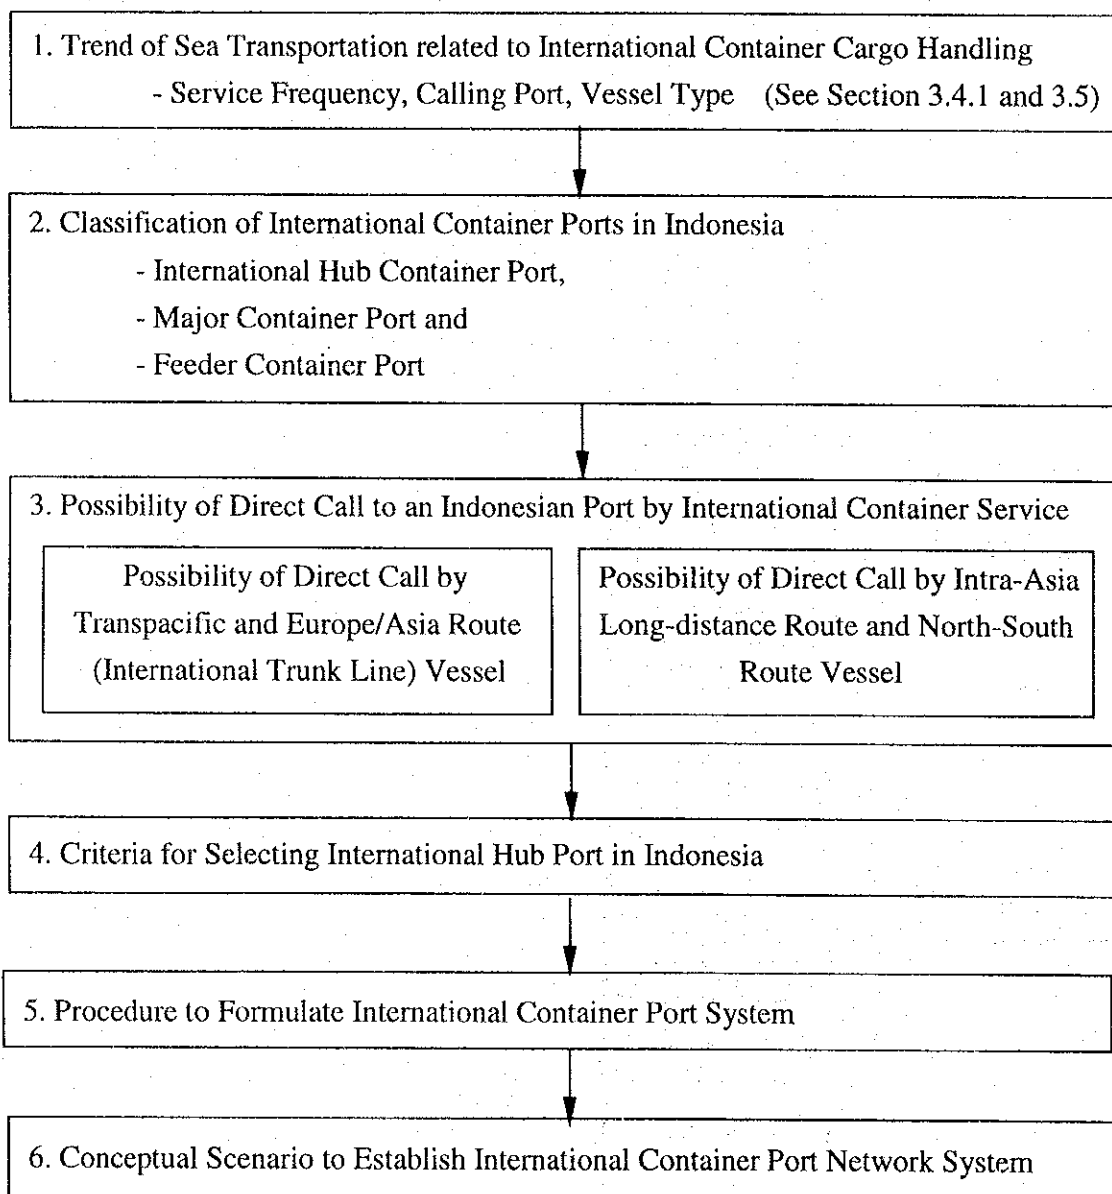 1. Trend of Sea Transportation related to International Container Cargo Handling
- Service Frequency, Calling Port, Vessel Type (See Section 3.4.1 and 3.5)
2. Classification of International Container Ports in Indonesia
- International Hub Container Port,
- Major Container Port and
- Feeder Container Port
3. Possibility of Direct Call to an Indonesian Port by International Container Service
Possibility of Direct Call by
Transpacific and Europe/Asia Route
(International Trunk Line) Vessel
Possibility of Direct Call by Intra-Asia
Long-distance Route and North-South
Route Vessel
4. Criteria for Selecting International Hub Port in Indonesia
5. Procedure to Formulate International Container Port System
6. Conceptual Scenario to Establish International Container Port Network System